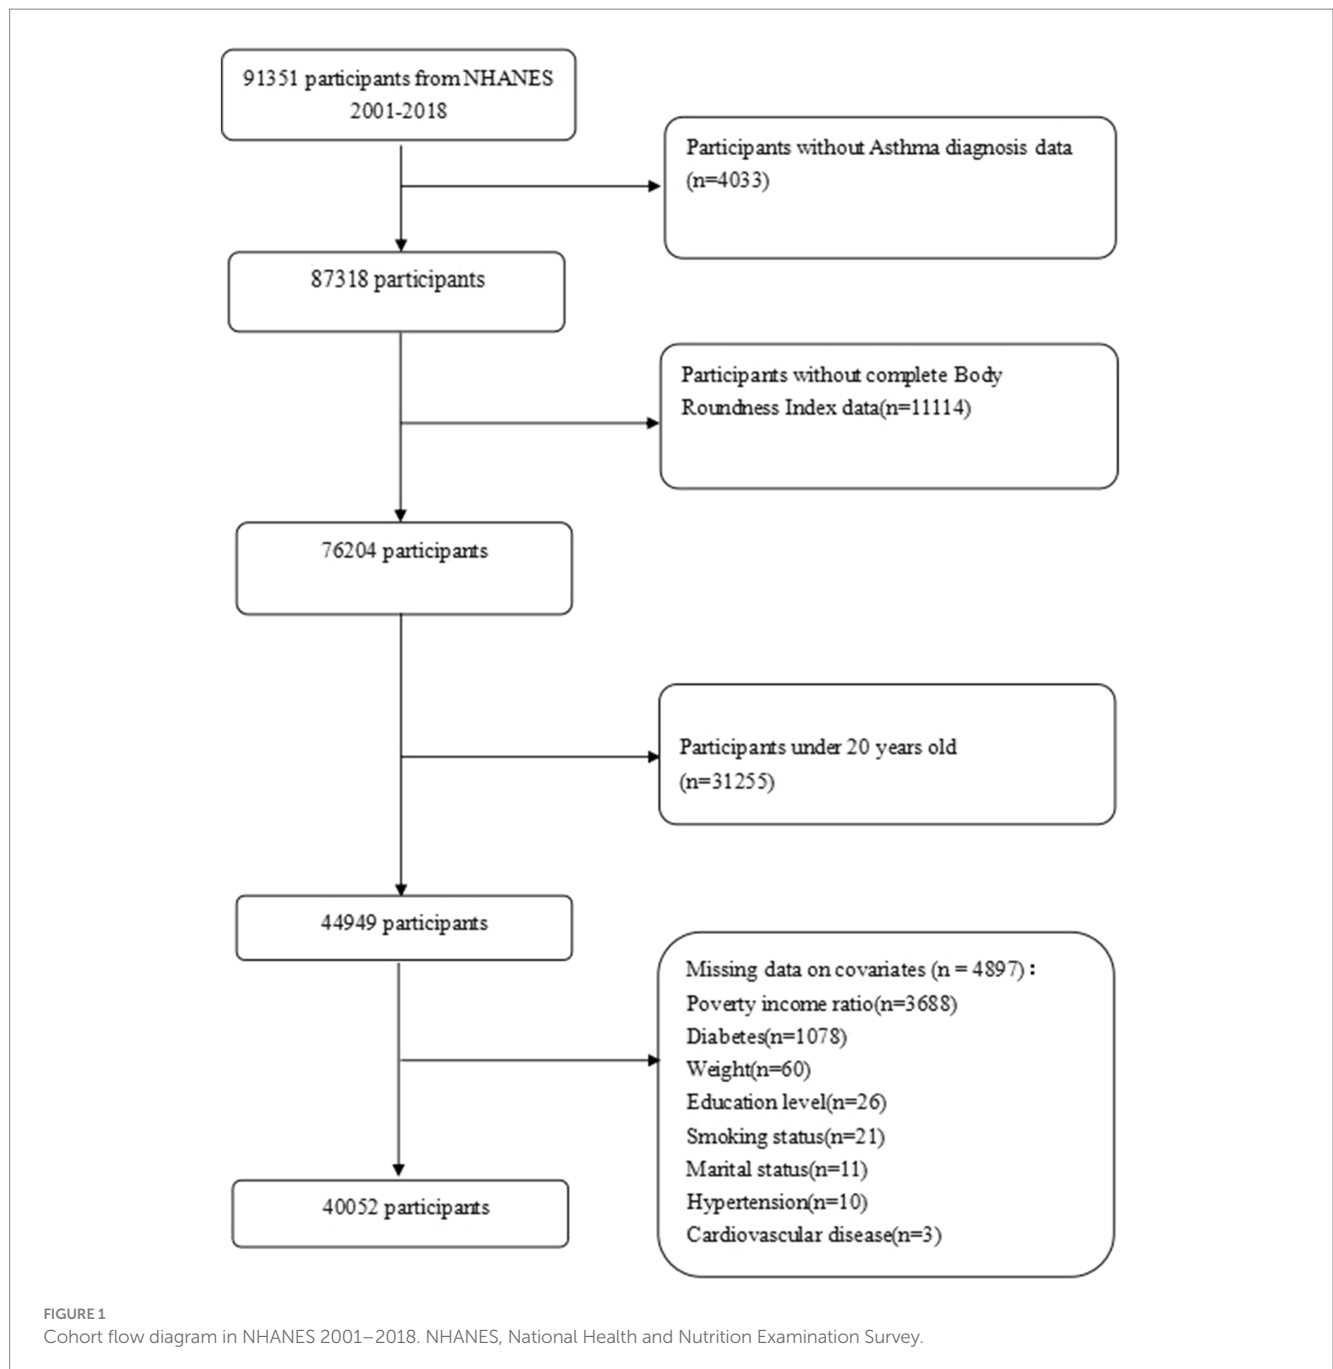 91351 participants from NHANES
2001-2018
Participants without Asthma diagnosis data
(n=4033)
87318 participants
Participants without complete Body
Roundness Index data(n=11114)
76204 participants
Participants under 20 years old
(n=31255)
44949 participants
Missing data on covariates (n = 4897)：
Poverty income ratio(n=3688)
Diabetes(n=1078)
Weight(n=60)
Education level(n=26)
Smoking status(n=21)
Marital status(n=11)
Hypertension(n=10)
Cardiovascular disease(n=3)
40052 participants
FIGURE 1
Cohort flow diagram in NHANES 2001–2018. NHANES, National Health and Nutrition Examination Survey.